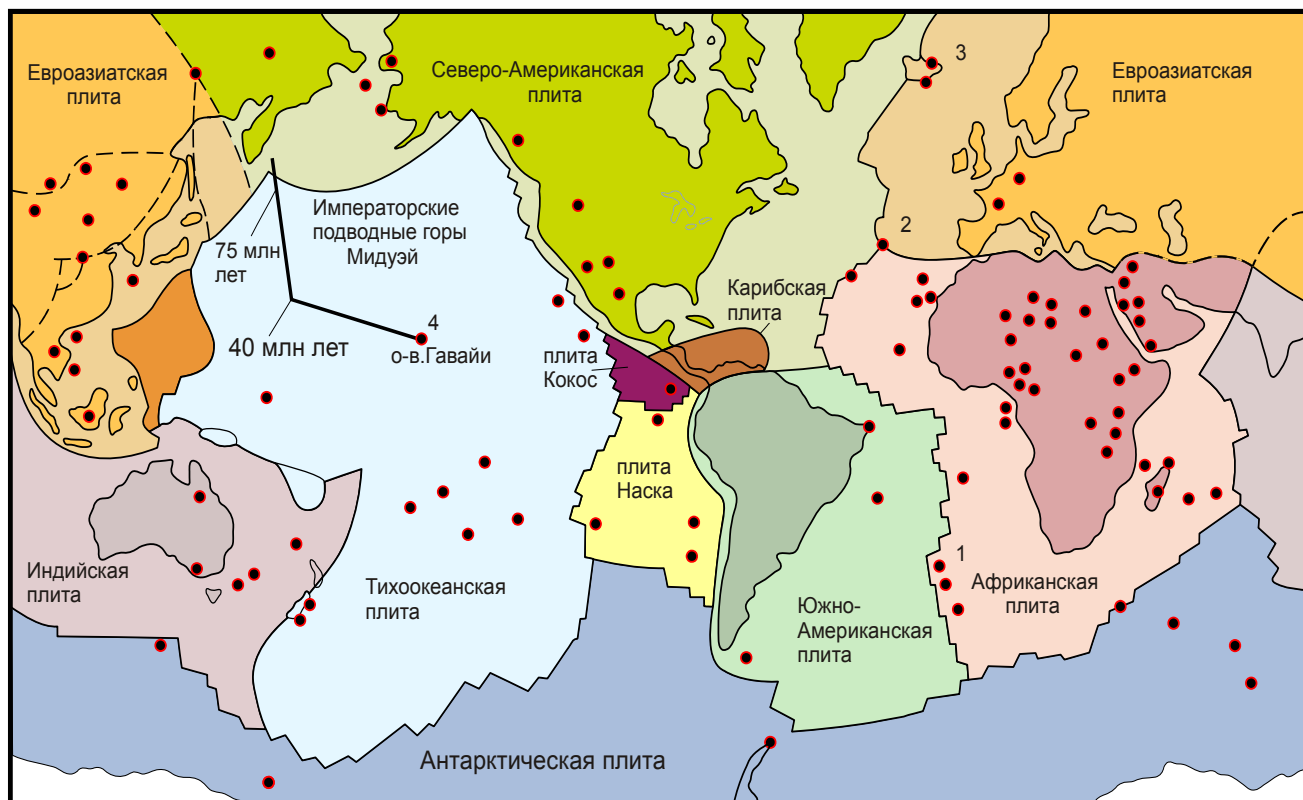 Евроазиатская
плита
Северо-Американская
плита
3
Евроазиатская
плита
Императорские
подводные горы
Мидуэй
75 млн
лет
2
40 млн лет
4
о-в.Гавайи
Карибская
плита
плита
Кокос
плита
Наска
Индийская
плита
Тихоокеанская
плита
1
Африканская
плита
Южно-
Американская
плита
Антарктическая плита